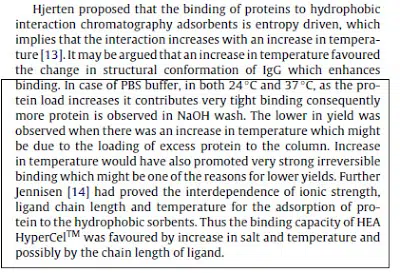 Hjerten proposed that the binding of proteins to hydrophobic
interaction chromatography adsorbents is entropy driven, which
implies that the interaction increases with an increase in tempera-
ture [13]. It may be argued that an increase in temperature favoured
the change in structural conformation of IgG which enhances
binding. In case of PBS buffer, in both 24 °C and 37 °C, as the pro-
tein load increases it contributes very tight binding consequently
more protein is observed in NaOH wash. The lower in yield was
observed when there was an increase in temperature which might
be due to the loading of excess protein to the column. Increase
in temperature would have also promoted very strong irreversible
binding which might be one of the reasons for lower yields. Further
Jennisen [14] had proved the interdependence of ionic strength,
ligand chain length and temperature for the adsorption of pro-
tein to the hydrophobic sorbents. Thus the binding capacity of HEA
HyperCel™ was favoured by increase in salt and temperature and
possibly by the chain length of ligand.